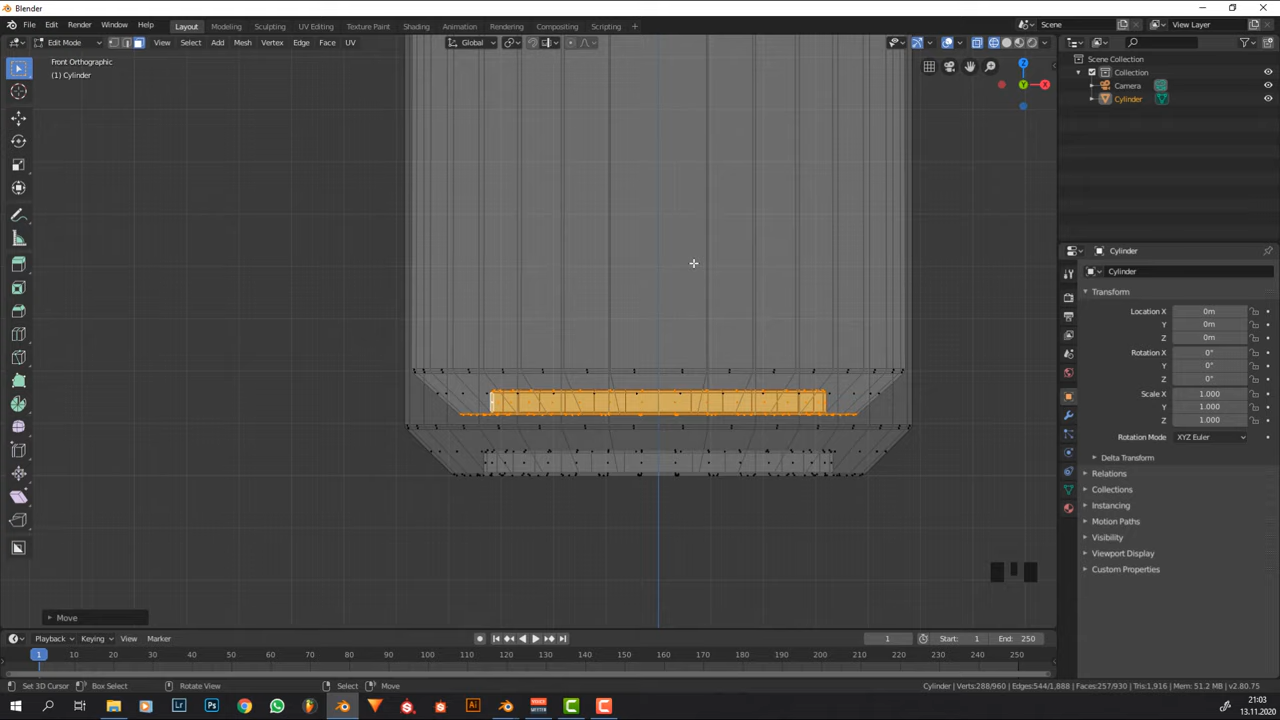 Blender
File Edit Render Window Help Layout Modeling Sculpting UV Editing Texture Paint Shading Animation Rendering Compositing Scripting + Scene View Layer
Edit Mode View Select Add Mesh Vertex Edge Face UV Global
Front Orthographic
(1) Cylinder
Z
Y
X
Scene Collection
Collection
Camera
Cylinder
Cylinder
Cylinder
Transform
Location X 0m
Y 0m
Z 0m
Rotation X 0°
Y 0°
Z 0°
Scale X 1.000
Y 1.000
Z 1.000
Rotation Mode XYZ Euler
Delta Transform
Relations
Collections
Instancing
Motion Paths
Visibility
Viewport Display
Custom Properties
Move
Playback Keying View Marker 1 Start: 1 End: 250
1 10 20 30 40 50 60 70 80 90 100 110 120 130 140 150 160 170 180 190 200 210 220 230 240 250
Set 3D Cursor Box Select Rotate View Select Move Cylinder | Verts:288/960 | Edges:544/1,888 | Faces:257/930 | Tris:1,916 | Mem: 51.2 MB | v2.80.75
21:03
13.11.2020